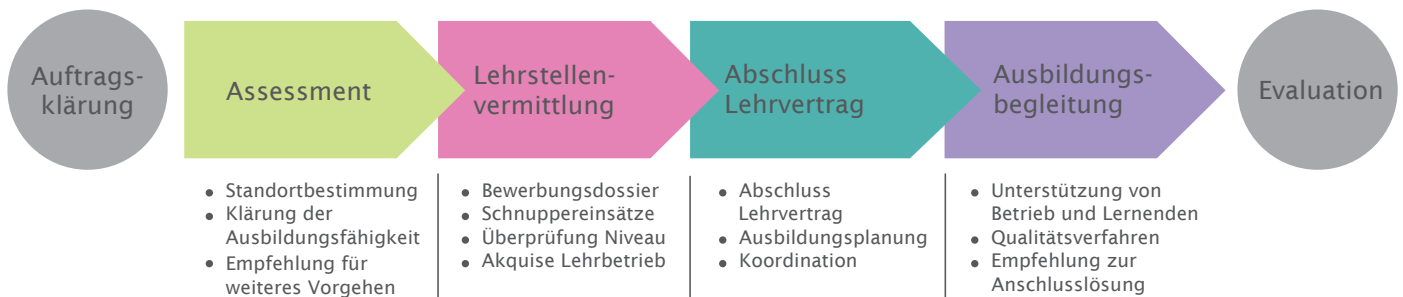 Auftrags-
klärung
Assessment
Lehrstellen-
vermittlung
Abschluss
Lehrvertrag
Ausbildungs-
begleitung
Evaluation
• Standortbestimmung
• Klärung der
Ausbildungsfähigkeit
• Empfehlung für
weiteres Vorgehen
• Bewerbungsdossier
• Schnuppereinsätze
• Überprüfung Niveau
• Akquise Lehrbetrieb
• Abschluss
Lehrvertrag
• Ausbildungsplanung
• Koordination
• Unterstützung von
Betrieb und Lernenden
• Qualitätsverfahren
• Empfehlung zur
Anschlusslösung